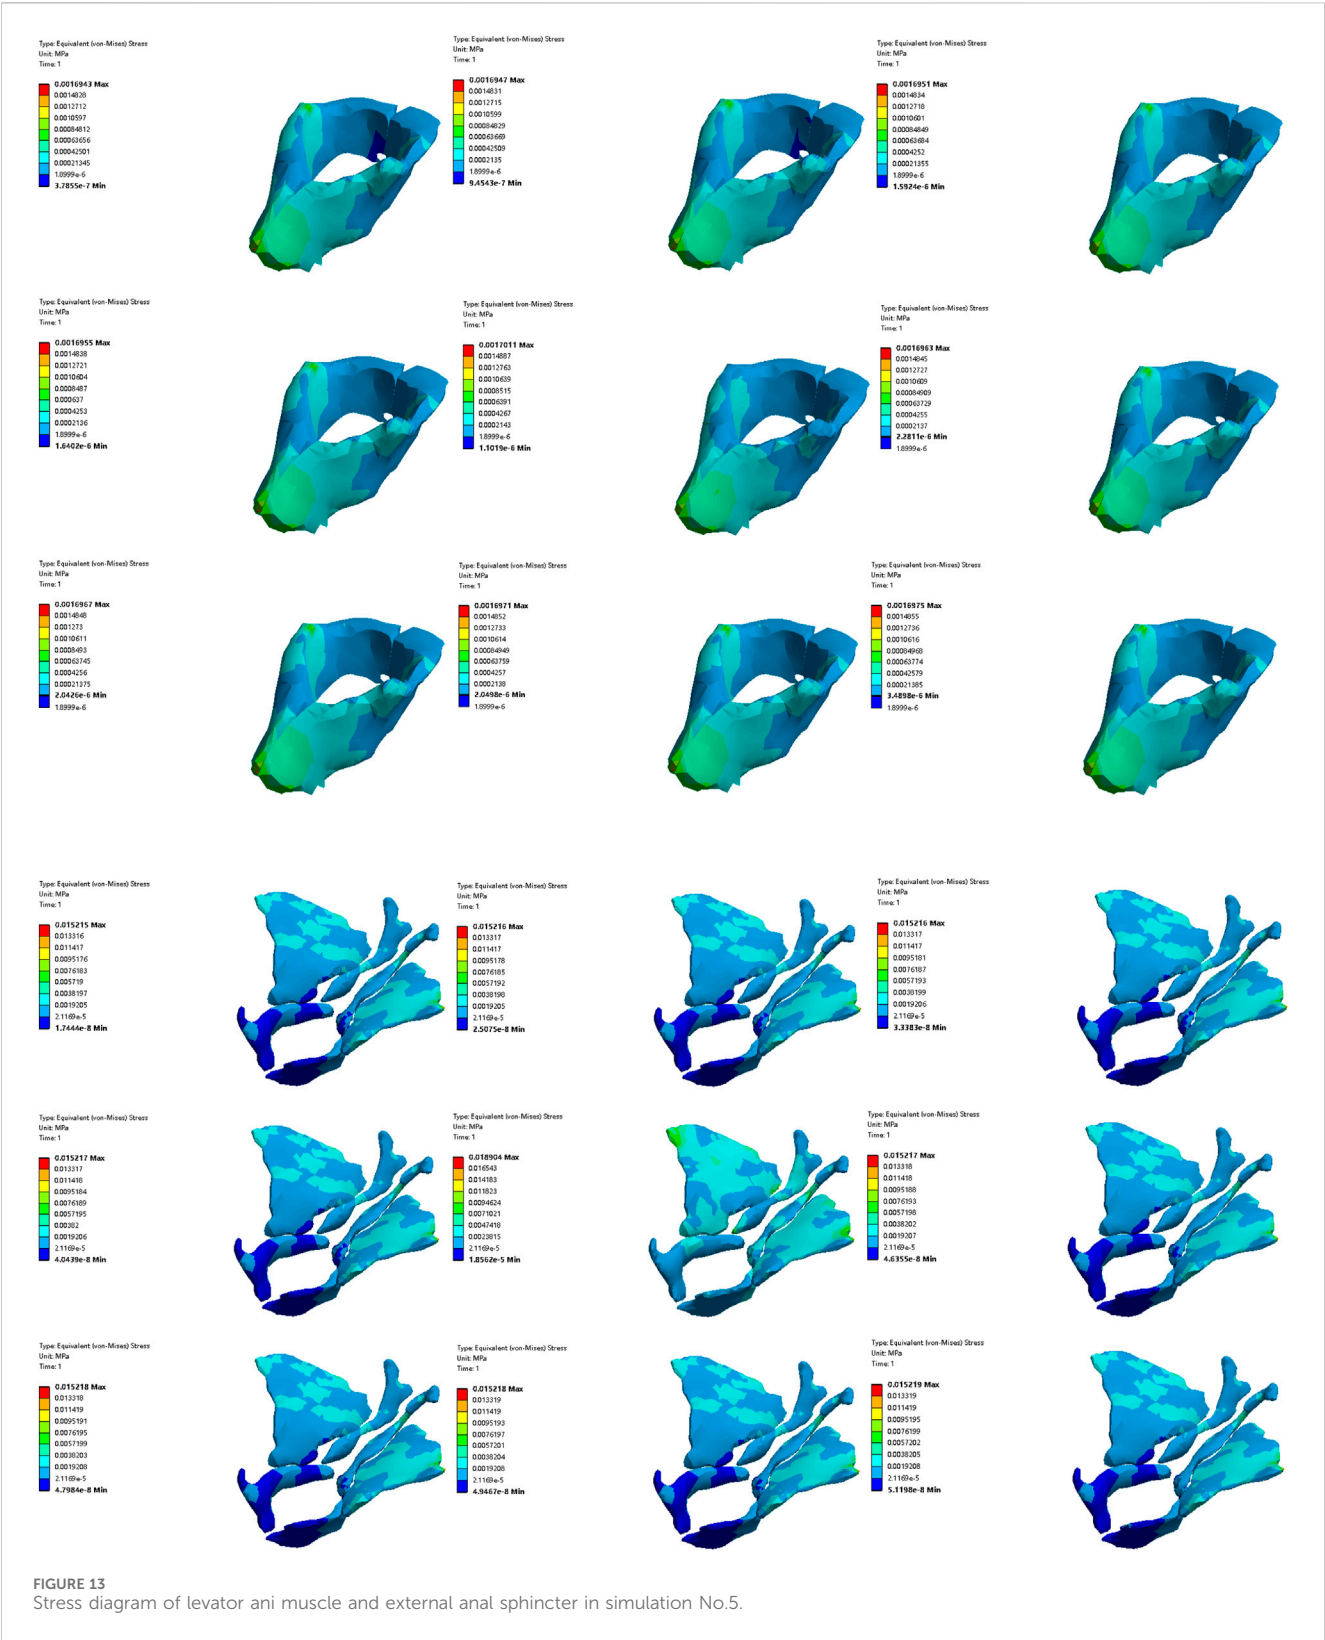 Type: Equivalent (von-Mises) Stress
Unit: MPa
Time: 1
0.0016943 Max
0.0014828
0.0012712
0.0010597
0.00084812
0.00063656
0.00042501
0.00021345
1.8999e-6
3.7855e-7 Min
Type: Equivalent (von-Mises) Stress
Unit: MPa
Time: 1
0.0016947 Max
0.0014831
0.0012715
0.0010599
0.00084829
0.00063669
0.00042509
0.0002135
1.8999e-6
9.4543e-7 Min
Type: Equivalent (von-Mises) Stress
Unit: MPa
Time: 1
0.0016951 Max
0.0014834
0.0012718
0.0010601
0.00084849
0.00063684
0.0004252
0.00021355
1.8999e-6
1.5924e-6 Min
Type: Equivalent (von-Mises) Stress
Unit: MPa
Time: 1
0.0016955 Max
0.0014838
0.0012721
0.0010604
0.0008487
0.000637
0.0004253
0.0002136
1.8999e-6
1.6402e-6 Min
Type: Equivalent (von-Mises) Stress
Unit: MPa
Time: 1
0.0017011 Max
0.0014887
0.0012763
0.0010639
0.0008515
0.0006391
0.0004267
0.0002143
1.8999e-6
1.1019e-6 Min
Type: Equivalent (von-Mises) Stress
Unit: MPa
Time: 1
0.0016963 Max
0.0014845
0.0012727
0.0010609
0.00084909
0.00063729
0.0004255
0.0002137
2.2811e-6 Min
1.8999e-6
Type: Equivalent (von-Mises) Stress
Unit: MPa
Time: 1
0.0016967 Max
0.0014848
0.001273
0.0010611
0.0008493
0.00063745
0.0004256
0.00021375
2.0426e-6 Min
1.8999e-6
Type: Equivalent (von-Mises) Stress
Unit: MPa
Time: 1
0.0016971 Max
0.0014852
0.0012733
0.0010614
0.00084949
0.00063759
0.0004257
0.0002138
2.0498e-6 Min
1.8999e-6
Type: Equivalent (von-Mises) Stress
Unit: MPa
Time: 1
0.0016975 Max
0.0014855
0.0012736
0.0010616
0.00084968
0.00063774
0.00042579
0.00021385
3.4898e-6 Min
1.8999e-6
Type: Equivalent (von-Mises) Stress
Unit: MPa
Time: 1
0.015215 Max
0.013316
0.011417
0.0095176
0.0076183
0.005719
0.0038197
0.0019205
2.1169e-5
1.7444e-8 Min
Type: Equivalent (von-Mises) Stress
Unit: MPa
Time: 1
0.015216 Max
0.013317
0.011417
0.0095178
0.0076185
0.0057192
0.0038198
0.0019205
2.1169e-5
2.5075e-8 Min
Type: Equivalent (von-Mises) Stress
Unit: MPa
Time: 1
0.015216 Max
0.013317
0.011417
0.0095181
0.0076187
0.0057193
0.0038199
0.0019206
2.1169e-5
3.3383e-8 Min
Type: Equivalent (von-Mises) Stress
Unit: MPa
Time: 1
0.015217 Max
0.013317
0.011418
0.0095184
0.0076189
0.0057195
0.00382
0.0019206
2.1169e-5
4.0439e-8 Min
Type: Equivalent (von-Mises) Stress
Unit: MPa
Time: 1
0.018904 Max
0.016543
0.014183
0.011823
0.0094624
0.0071021
0.0047418
0.0023815
2.1169e-5
1.8562e-5 Min
Type: Equivalent (von-Mises) Stress
Unit: MPa
Time: 1
0.015217 Max
0.013318
0.011418
0.0095188
0.0076193
0.0057198
0.0038202
0.0019207
2.1169e-5
4.6355e-8 Min
Type: Equivalent (von-Mises) Stress
Unit: MPa
Time: 1
0.015218 Max
0.013318
0.011419
0.0095191
0.0076195
0.0057199
0.0038203
0.0019208
2.1169e-5
4.7984e-8 Min
Type: Equivalent (von-Mises) Stress
Unit: MPa
Time: 1
0.015218 Max
0.013319
0.011419
0.0095193
0.0076197
0.0057201
0.0038204
0.0019208
2.1169e-5
4.9467e-8 Min
Type: Equivalent (von-Mises) Stress
Unit: MPa
Time: 1
0.015219 Max
0.013319
0.011419
0.0095195
0.0076199
0.0057202
0.0038205
0.0019208
2.1169e-5
5.1198e-8 Min
FIGURE 13
Stress diagram of levator ani muscle and external anal sphincter in simulation No.5.